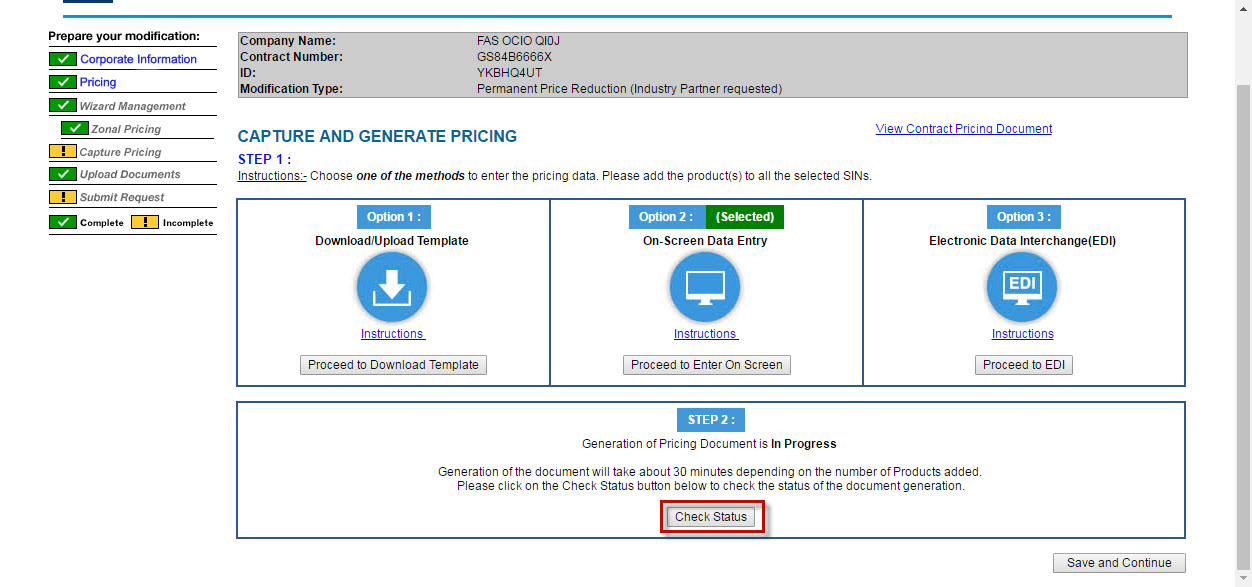 Prepare your modification:
Corporate Information
Pricing
Wizard Management
Zonal Pricing
! Capture Pricing
Upload Documents
! Submit Request
Complete ! Incomplete
Company Name: FAS OCIO QI0J
Contract Number: GS84B6666X
ID: YKBHQ4UT
Modification Type: Permanent Price Reduction (Industry Partner requested)
CAPTURE AND GENERATE PRICING
View Contract Pricing Document
STEP 1 :
Instructions:- Choose one of the methods to enter the pricing data. Please add the product(s) to all the selected SINs.
Option 1 :
Download/Upload Template
Instructions
Proceed to Download Template
Option 2 : (Selected)
On-Screen Data Entry
Instructions
Proceed to Enter On Screen
Option 3 :
Electronic Data Interchange(EDI)
EDI
Instructions
Proceed to EDI
STEP 2 :
Generation of Pricing Document is In Progress
Generation of the document will take about 30 minutes depending on the number of Products added.
Please click on the Check Status button below to check the status of the document generation.
Check Status
Save and Continue